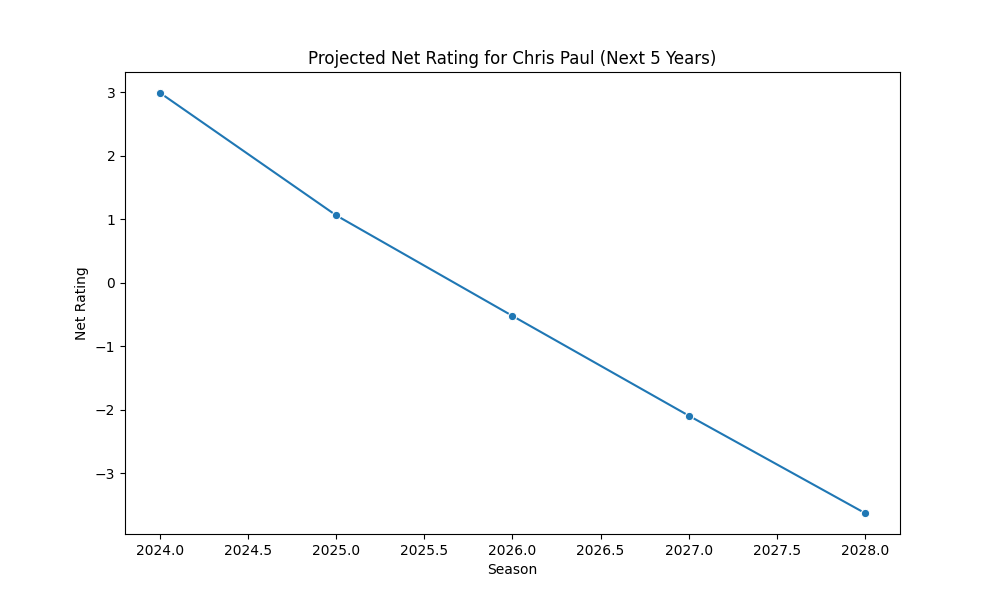 Projected Net Rating for Chris Paul (Next 5 Years)
3
2
1
0
−1
−2
−3
Net Rating
2024.0 2024.5 2025.0 2025.5 2026.0 2026.5 2027.0 2027.5 2028.0
Season